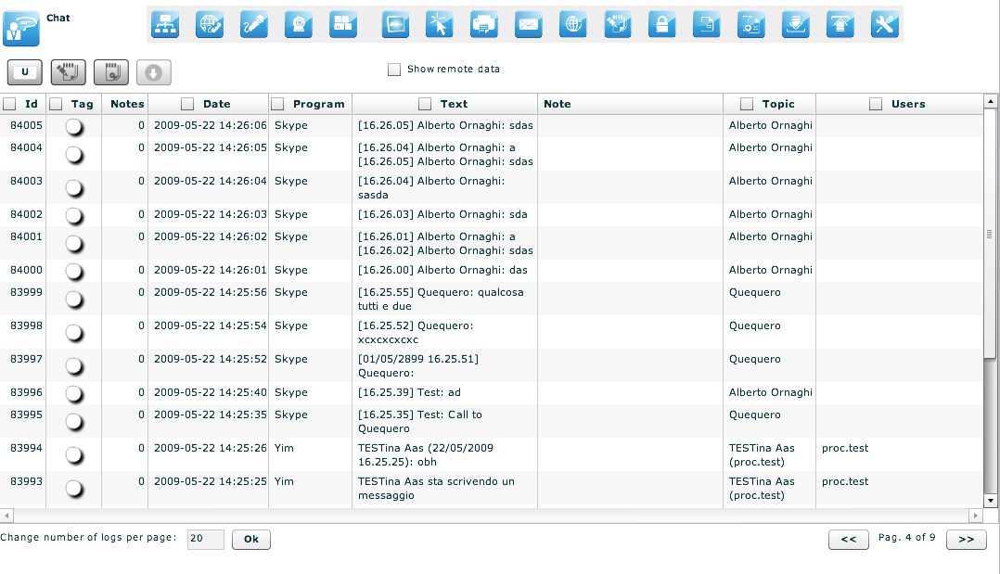 Chat
U
Show remote data
Id Tag Notes Date Program Text Note Topic Users
84005 0 2009-05-22 14:26:06 Skype [16.26.05] Alberto Ornaghi: sdas Alberto Ornaghi
84004 0 2009-05-22 14:26:05 Skype [16.26.04] Alberto Ornaghi: a Alberto Ornaghi
[16.26.05] Alberto Ornaghi: sdas
84003 0 2009-05-22 14:26:04 Skype [16.26.04] Alberto Ornaghi: Alberto Ornaghi
sasda
84002 0 2009-05-22 14:26:03 Skype [16.26.03] Alberto Ornaghi: sda Alberto Ornaghi
84001 0 2009-05-22 14:26:02 Skype [16.26.01] Alberto Ornaghi: a Alberto Ornaghi
[16.26.02] Alberto Ornaghi: sdas
84000 0 2009-05-22 14:26:01 Skype [16.26.00] Alberto Ornaghi: das Alberto Ornaghi
83999 0 2009-05-22 14:25:56 Skype [16.25.55] Quequero: qualcosa Quequero
tutti e due
83998 0 2009-05-22 14:25:54 Skype [16.25.52] Quequero: Quequero
xcxcxcxcxc
83997 0 2009-05-22 14:25:52 Skype [01/05/2899 16.25.51] Quequero
Quequero:
83996 0 2009-05-22 14:25:40 Skype [16.25.39] Test: ad Alberto Ornaghi
83995 0 2009-05-22 14:25:35 Skype [16.25.35] Test: Call to Quequero
Quequero
83994 0 2009-05-22 14:25:26 Yim TESTina Aas (22/05/2009 TESTina Aas proc.test
16.25.25): obh (proc.test)
83993 0 2009-05-22 14:25:25 Yim TESTina Aas sta scrivendo un TESTina Aas proc.test
messaggio (proc.test)
Change number of logs per page: 20 Ok << Pag. 4 of 9 >>